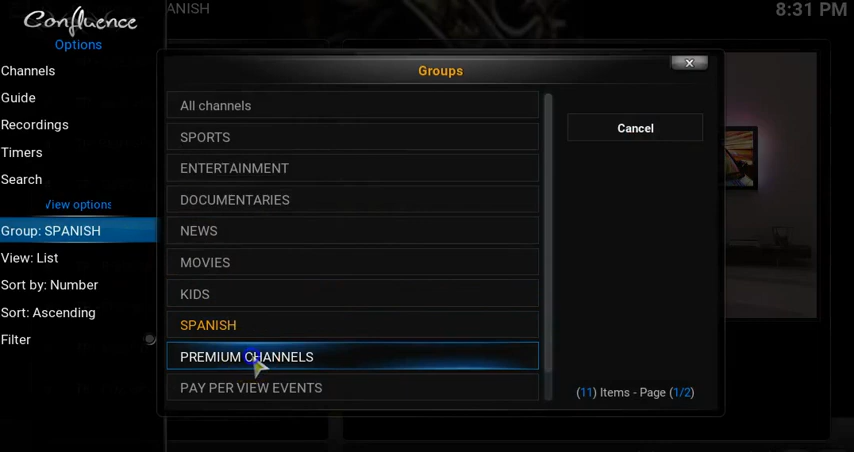 Confluence
ANISH
8:31 PM
Options
Channels
Guide
Recordings
Timers
Search
View options
Group: SPANISH
View: List
Sort by: Number
Sort: Ascending
Filter
Groups
All channels
SPORTS
ENTERTAINMENT
DOCUMENTARIES
NEWS
MOVIES
KIDS
SPANISH
PREMIUM CHANNELS
PAY PER VIEW EVENTS
Cancel
(11) Items - Page (1/2)